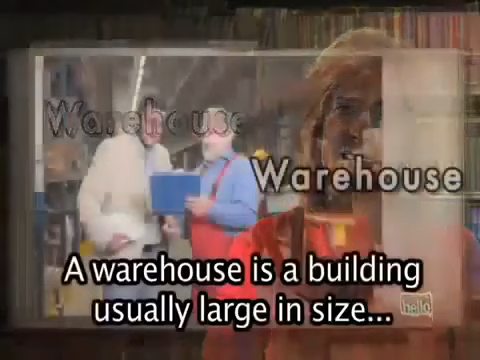 Warehouse
Warehouse
A warehouse is a building
usually large in size...
hello